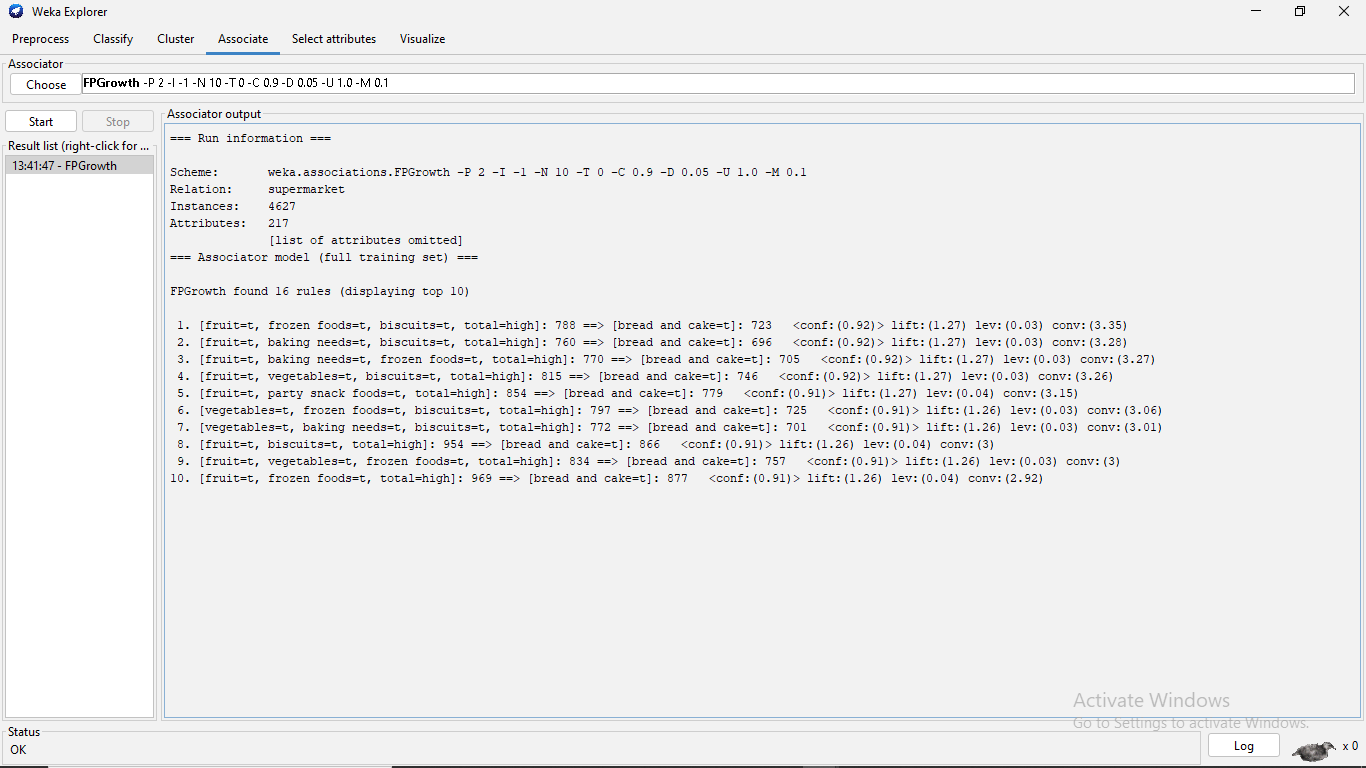 Weka Explorer
Preprocess Classify Cluster Associate Select attributes Visualize
Associator
Choose FPGrowth -P 2 -I -1 -N 10 -T 0 -C 0.9 -D 0.05 -U 1.0 -M 0.1
Start Stop
Result list (right-click for ...
13:41:47 - FPGrowth
Associator output
=== Run information ===
Scheme: weka.associations.FPGrowth -P 2 -I -1 -N 10 -T 0 -C 0.9 -D 0.05 -U 1.0 -M 0.1
Relation: supermarket
Instances: 4627
Attributes: 217
[list of attributes omitted]
=== Associator model (full training set) ===
FPGrowth found 16 rules (displaying top 10)
1. [fruit=t, frozen foods=t, biscuits=t, total=high]: 788 ==> [bread and cake=t]: 723 <conf:(0.92)> lift:(1.27) lev:(0.03) conv:(3.35)
2. [fruit=t, baking needs=t, biscuits=t, total=high]: 760 ==> [bread and cake=t]: 696 <conf:(0.92)> lift:(1.27) lev:(0.03) conv:(3.28)
3. [fruit=t, baking needs=t, frozen foods=t, total=high]: 770 ==> [bread and cake=t]: 705 <conf:(0.92)> lift:(1.27) lev:(0.03) conv:(3.27)
4. [fruit=t, vegetables=t, biscuits=t, total=high]: 815 ==> [bread and cake=t]: 746 <conf:(0.92)> lift:(1.27) lev:(0.03) conv:(3.26)
5. [fruit=t, party snack foods=t, total=high]: 854 ==> [bread and cake=t]: 779 <conf:(0.91)> lift:(1.27) lev:(0.04) conv:(3.15)
6. [vegetables=t, frozen foods=t, biscuits=t, total=high]: 797 ==> [bread and cake=t]: 725 <conf:(0.91)> lift:(1.26) lev:(0.03) conv:(3.06)
7. [vegetables=t, baking needs=t, biscuits=t, total=high]: 772 ==> [bread and cake=t]: 701 <conf:(0.91)> lift:(1.26) lev:(0.03) conv:(3.01)
8. [fruit=t, biscuits=t, total=high]: 954 ==> [bread and cake=t]: 866 <conf:(0.91)> lift:(1.26) lev:(0.04) conv:(3)
9. [fruit=t, vegetables=t, frozen foods=t, total=high]: 834 ==> [bread and cake=t]: 757 <conf:(0.91)> lift:(1.26) lev:(0.03) conv:(3)
10. [fruit=t, frozen foods=t, total=high]: 969 ==> [bread and cake=t]: 877 <conf:(0.91)> lift:(1.26) lev:(0.04) conv:(2.92)
Activate Windows
Go to Settings to activate Windows.
Status
OK
Log x 0